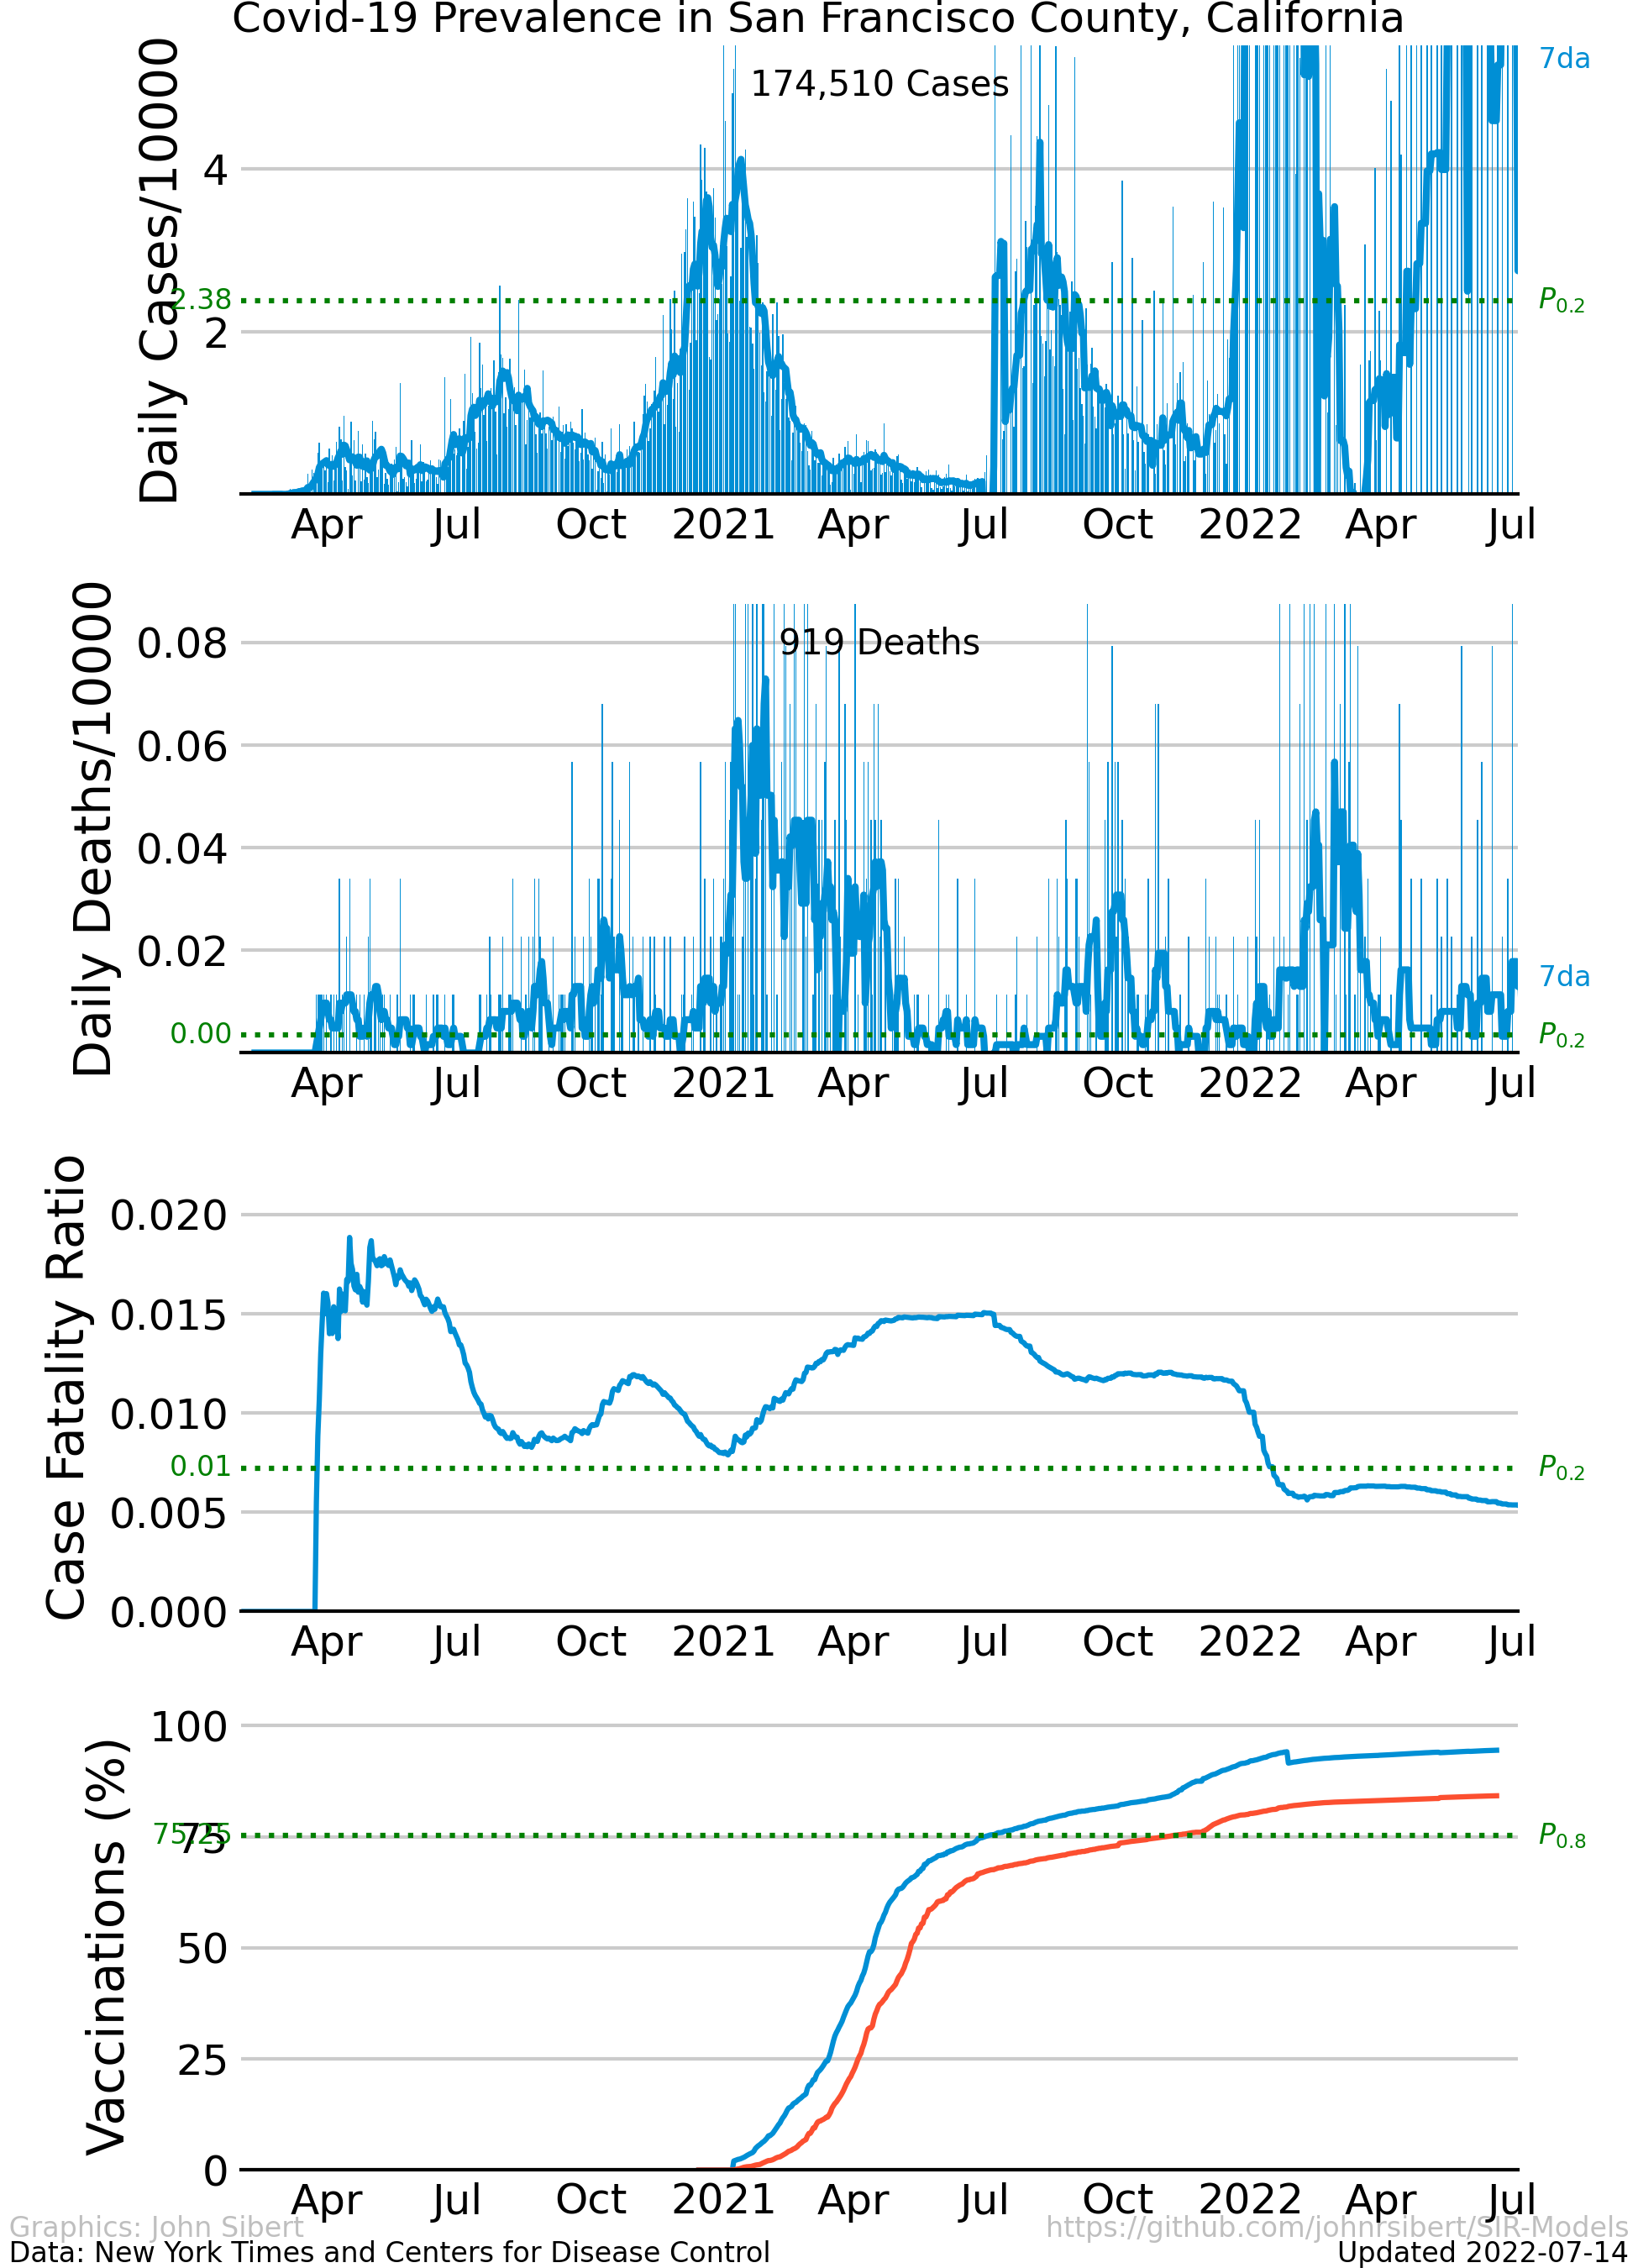 Covid-19 Prevalence in San Francisco County, California
Daily Cases/10000
174,510 Cases
7da
4
2.38
2
P0.2
Apr Jul Oct 2021 Apr Jul Oct 2022 Apr Jul
Daily Deaths/10000
919 Deaths
0.08
0.06
0.04
0.02
7da
0.00
P0.2
Apr Jul Oct 2021 Apr Jul Oct 2022 Apr Jul
Case Fatality Ratio
0.020
0.015
0.010
0.01
P0.2
0.005
0.000
Apr Jul Oct 2021 Apr Jul Oct 2022 Apr Jul
Vaccinations (%)
100
75.25
75
P0.8
50
25
0
Apr Jul Oct 2021 Apr Jul Oct 2022 Apr Jul
Graphics: John Sibert
https://github.com/johnrsibert/SIR-Models
Data: New York Times and Centers for Disease Control
Updated 2022-07-14